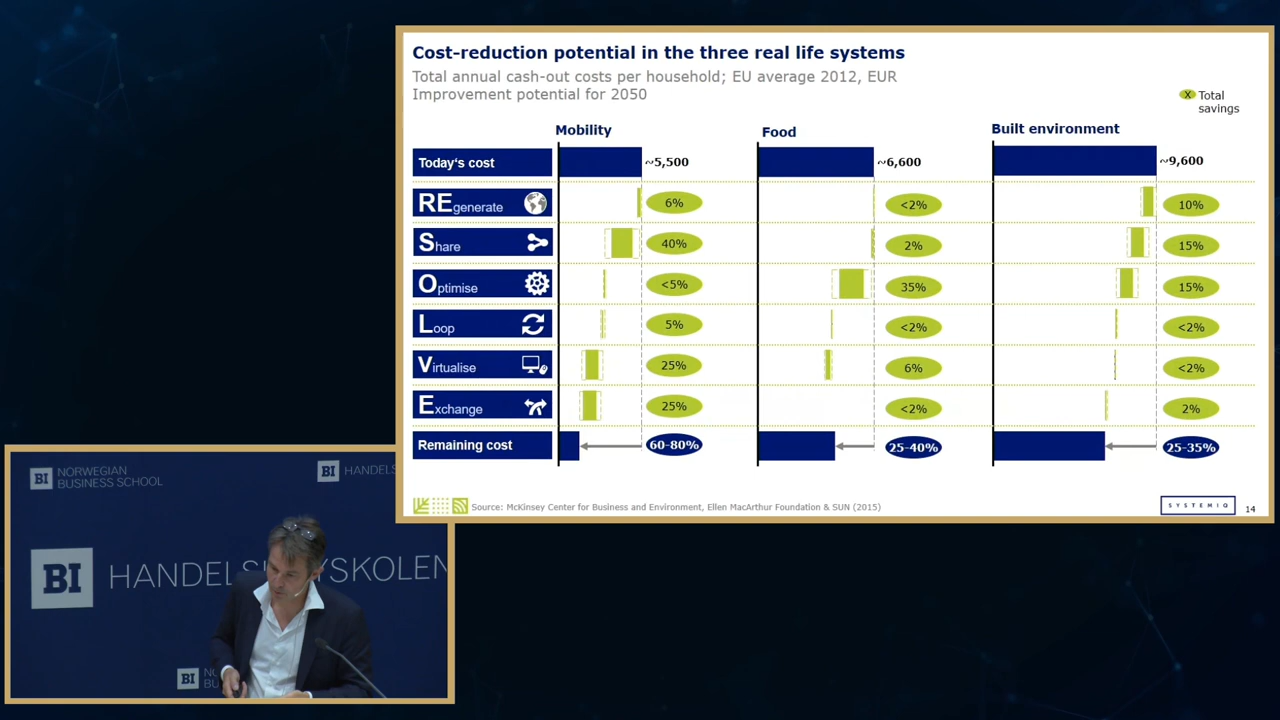 Cost-reduction potential in the three real life systems
Total annual cash-out costs per household; EU average 2012, EUR
Improvement potential for 2050
X Total
savings
Mobility Food Built environment
Today's cost ~5,500 ~6,600 ~9,600
REgenerate 6% <2% 10%
Share 40% 2% 15%
Optimise <5% 35% 15%
Loop 5% <2% <2%
Virtualise 25% 6% <2%
Exchange 25% <2% 2%
Remaining cost 60-80% 25-40% 25-35%
Source: McKinsey Center for Business and Environment, Ellen MacArthur Foundation & SUN (2015)
SYSTEMIQ
14
BI NORWEGIAN
BUSINESS SCHOOL
BI HANDELS
BI
BI
BU